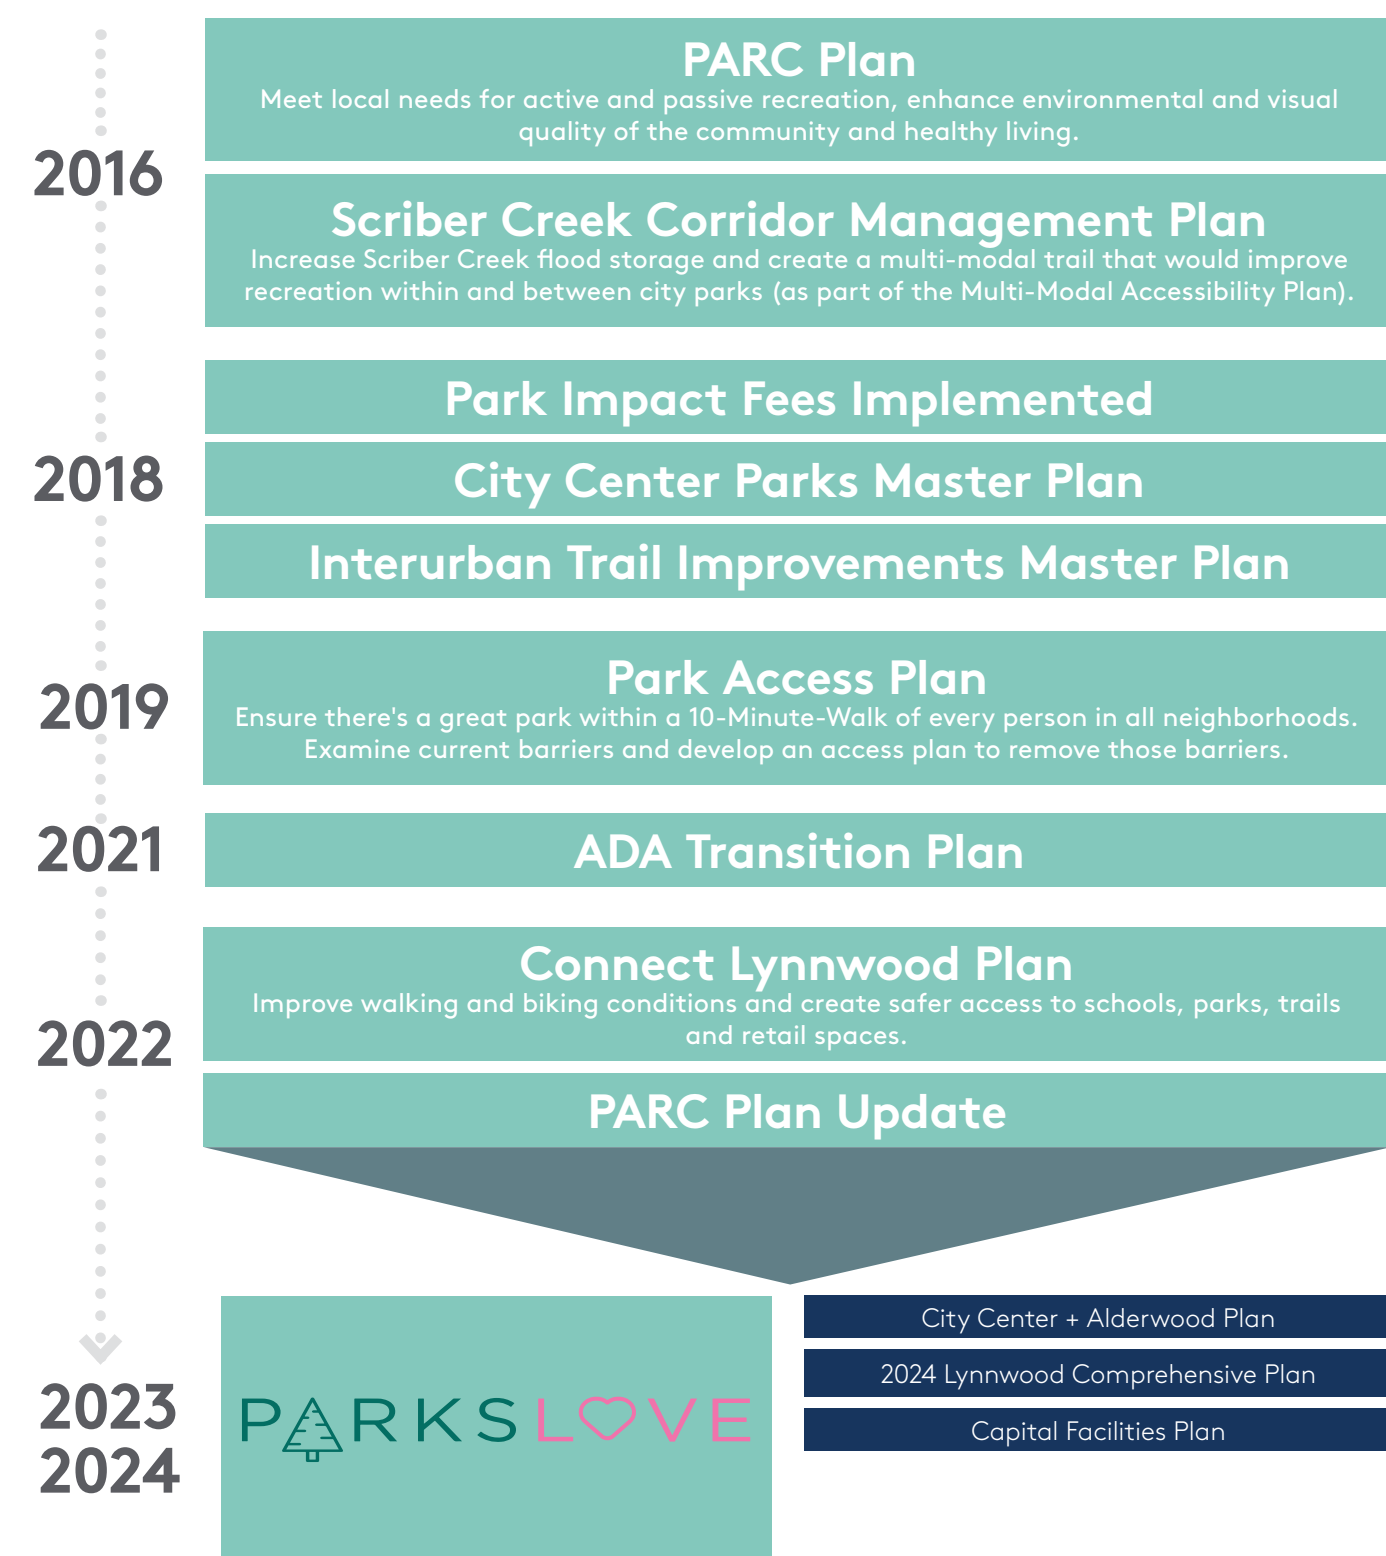 PARC Plan
Meet local needs for active and passive recreation, enhance environmental and visual
quality of the community and healthy living.
2016
Scriber Creek Corridor Management Plan
Increase Scriber Creek flood storage and create a multi-modal trail that would improve
recreation within and between city parks (as part of the Multi-Modal Accessibility Plan).
Park Impact Fees Implemented
2018
City Center Parks Master Plan
Interurban Trail Improvements Master Plan
2019
Park Access Plan
Ensure there's a great park within a 10-Minute-Walk of every person in all neighborhoods.
Examine current barriers and develop an access plan to remove those barriers.
2021
ADA Transition Plan
Connect Lynnwood Plan
Improve walking and biking conditions and create safer access to schools, parks, trails
and retail spaces.
2022
PARC Plan Update
2023
2024
PARKSLOVE
City Center + Alderwood Plan
2024 Lynnwood Comprehensive Plan
Capital Facilities Plan